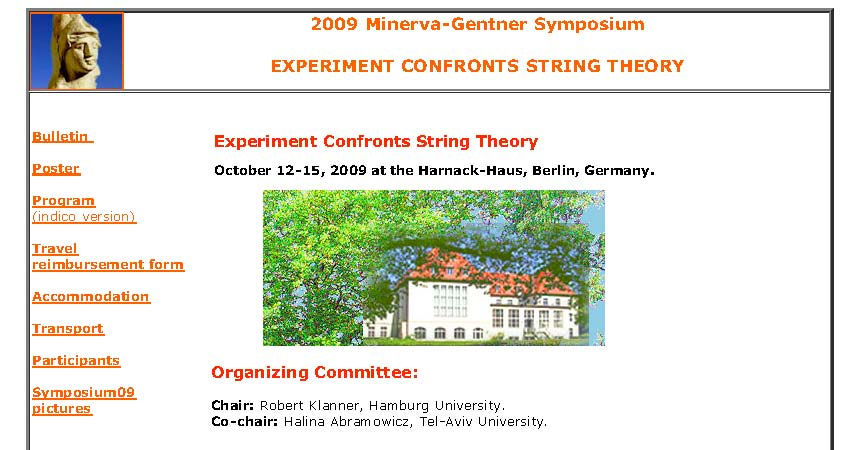 2009 Minerva-Gentner Symposium
EXPERIMENT CONFRONTS STRING THEORY
Bulletin
Poster
Program
(indico version)
Travel
reimbursement form
Accommodation
Transport
Participants
Symposium09
pictures
Experiment Confronts String Theory
October 12-15, 2009 at the Harnack-Haus, Berlin, Germany.
Organizing Committee:
Chair: Robert Klanner, Hamburg University.
Co-chair: Halina Abramowicz, Tel-Aviv University.